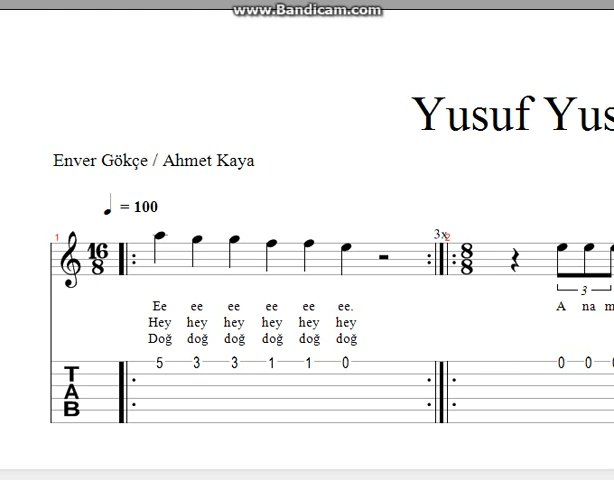 www.Bandicam.com
Yusuf Yus
Enver Gökçe / Ahmet Kaya
= 100
1
16
8
3x
2
8
8
3
Ee ee ee ee ee ee. A na m
Hey hey hey hey hey hey
Doğ doğ doğ doğ doğ doğ
TAB
5 3 3 1 1 0 0 0 0